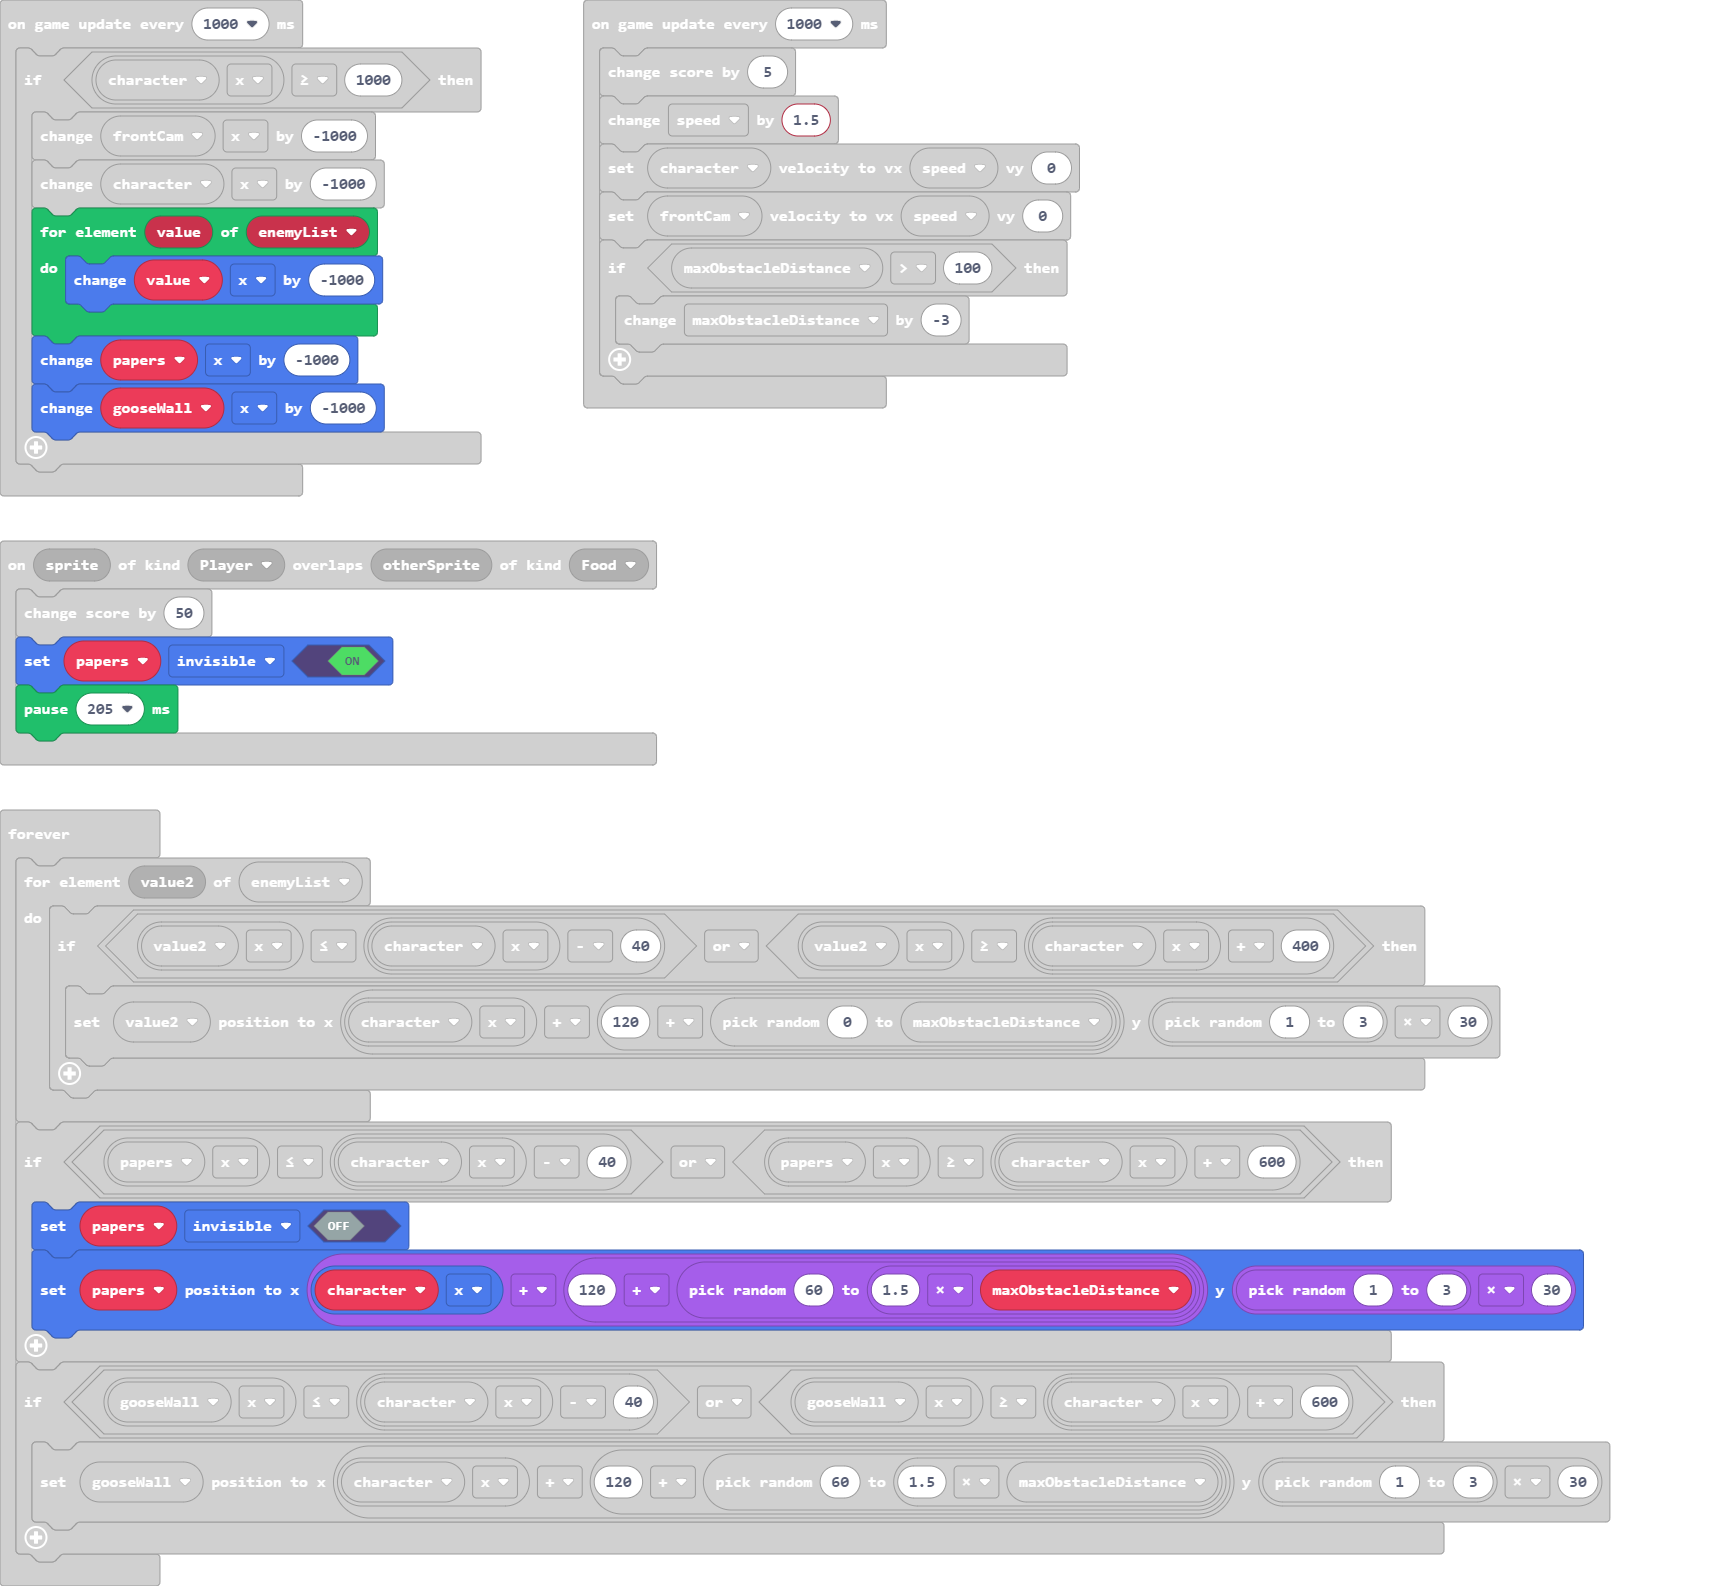 on game update every 1000 ms
if character x ≥ 1000 then
change frontCam x by -1000
change character x by -1000
for element value of enemyList
do change value x by -1000
change papers x by -1000
change gooseWall x by -1000
on game update every 1000 ms
change score by 5
change speed by 1.5
set character velocity to vx speed vy 0
set frontCam velocity to vx speed vy 0
if maxObstacleDistance > 100 then
change maxObstacleDistance by -3
on sprite of kind Player overlaps otherSprite of kind Food
change score by 50
set papers invisible ON
pause 205 ms
forever
for element value2 of enemyList
do
if value2 x ≤ character x - 40 or value2 x ≥ character x + 400 then
set value2 position to x character x + 120 + pick random 0 to maxObstacleDistance y pick random 1 to 3 × 30
if papers x ≤ character x - 40 or papers x ≥ character x + 600 then
set papers invisible OFF
set papers position to x character x + 120 + pick random 60 to 1.5 × maxObstacleDistance y pick random 1 to 3 × 30
if gooseWall x ≤ character x - 40 or gooseWall x ≥ character x + 600 then
set gooseWall position to x character x + 120 + pick random 60 to 1.5 × maxObstacleDistance y pick random 1 to 3 × 30